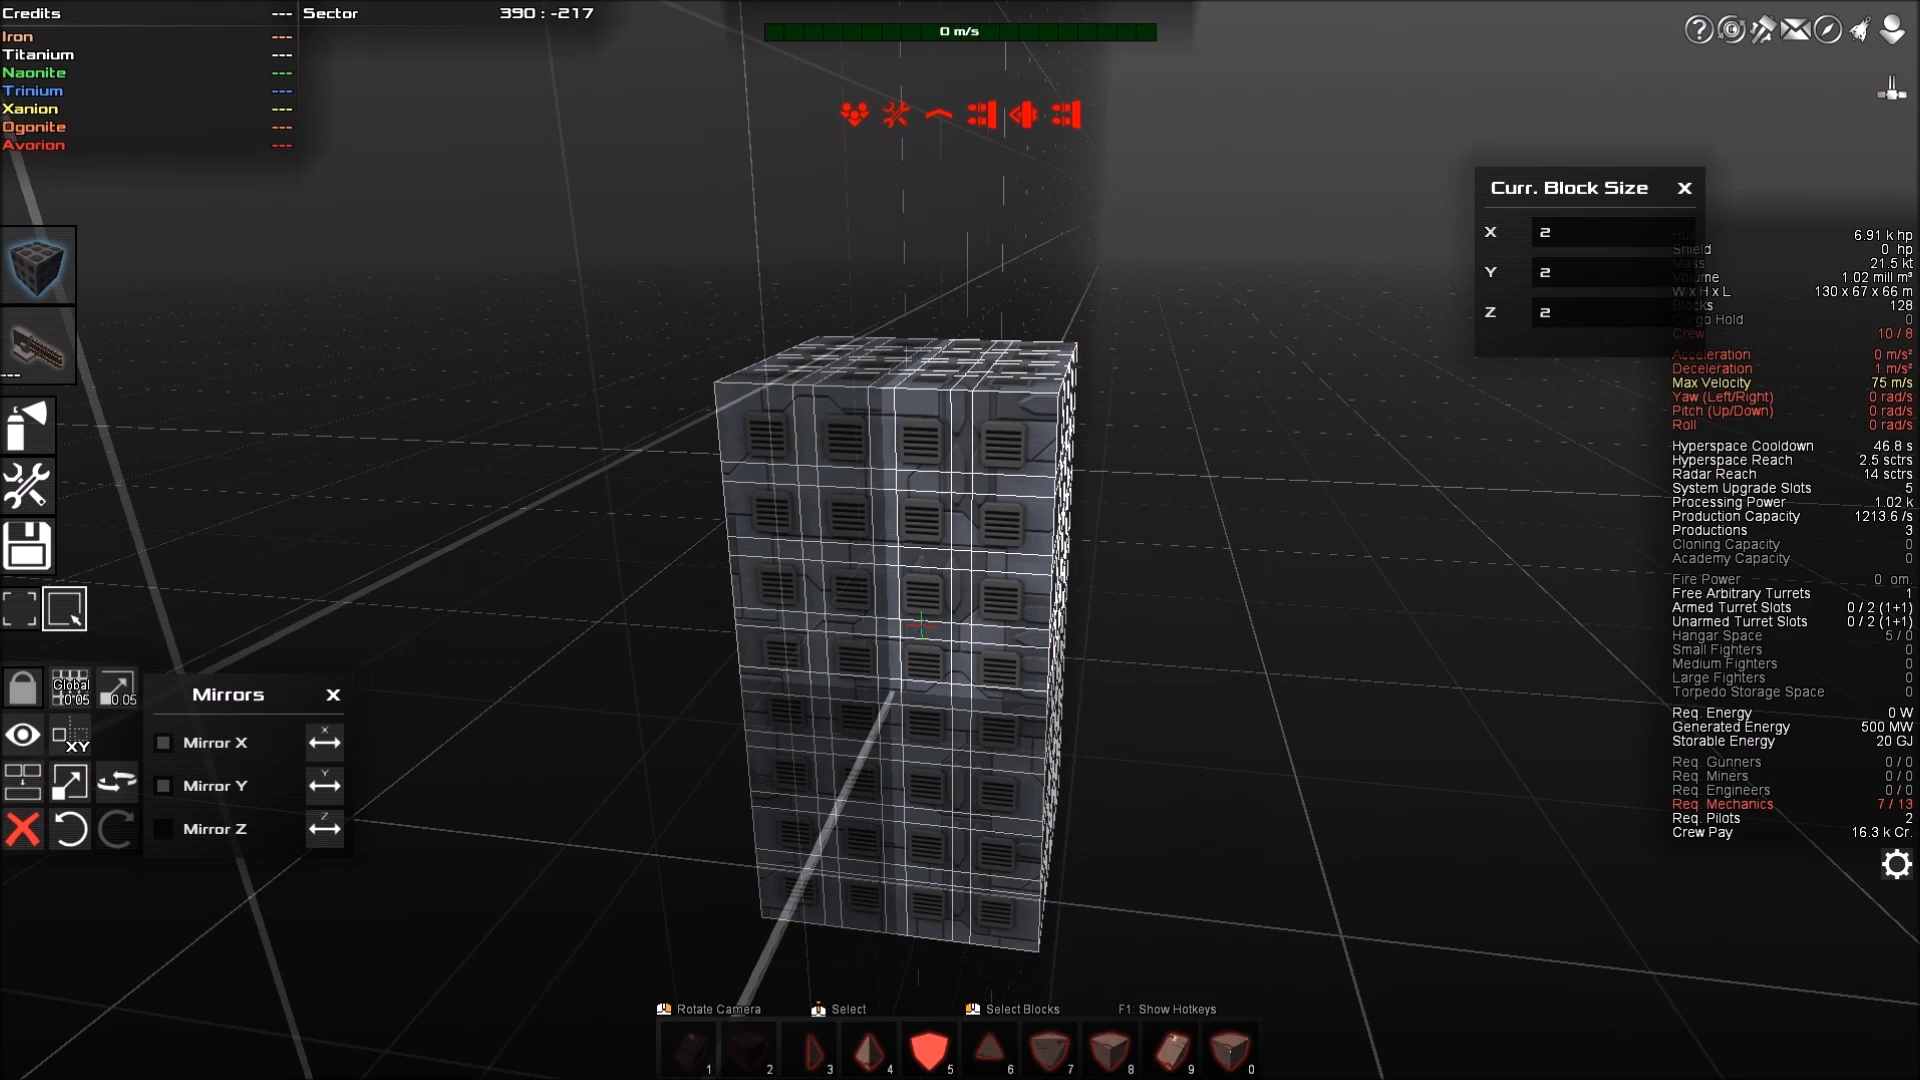 Credits --- Sector 390 : -217
Iron ---
Titanium ---
Naonite ---
Trinium ---
Xanion ---
Ogonite ---
Avorion ---
0 m/s
Curr. Block Size X
X 2
Y 2
Z 2
Hull 6.91 k hp
Shield 0 hp
Mass 21.5 kt
Volume 1.02 mill m³
W x H x L 130 x 67 x 66 m
Blocks 128
Cargo Hold 0
Crew 10 / 8
Acceleration 0 m/s²
Deceleration 1 m/s²
Max Velocity 75 m/s
Yaw (Left/Right) 0 rad/s
Pitch (Up/Down) 0 rad/s
Roll 0 rad/s
Hyperspace Cooldown 46.8 s
Hyperspace Reach 2.5 sctrs
Radar Reach 14 sctrs
System Upgrade Slots 5
Processing Power 1.02 k
Production Capacity 1213.6 /s
Productions 3
Cloning Capacity 0
Academy Capacity 0
Fire Power 0 om.
Free Arbitrary Turrets 1
Armed Turret Slots 0 / 2 (1+1)
Unarmed Turret Slots 0 / 2 (1+1)
Hangar Space 5 / 0
Small Fighters 0
Medium Fighters 0
Large Fighters 0
Torpedo Storage Space 0
Req. Energy 0 W
Generated Energy 500 MW
Storable Energy 20 GJ
Req. Gunners 0 / 0
Req. Miners 0 / 0
Req. Engineers 0 / 0
Req. Mechanics 7 / 13
Req. Pilots 2
Crew Pay 16.3 k Cr.
---
Global
0.05 0.05
XY
Mirrors X
Mirror X X
Mirror Y Y
Mirror Z Z
Rotate Camera Select Select Blocks F1: Show Hotkeys
1 2 3 4 5 6 7 8 9 0